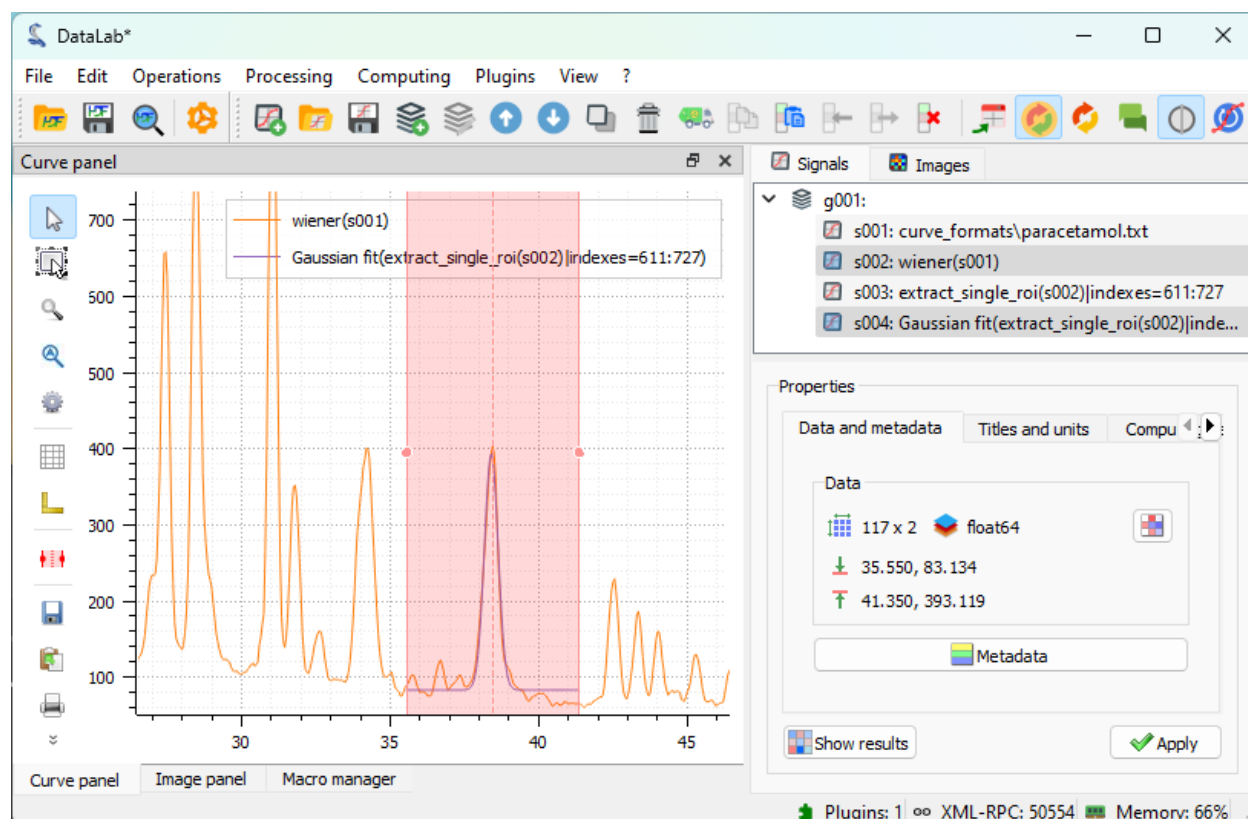 DataLab*
File Edit Operations Processing Computing Plugins View ?
Curve panel
Signals Images
700
600
500
400
300
200
100
30 35 40 45
wiener(s001)
Gaussian fit(extract_single_roi(s002)|indexes=611:727)
g001:
s001: curve_formats\paracetamol.txt
s002: wiener(s001)
s003: extract_single_roi(s002)|indexes=611:727
s004: Gaussian fit(extract_single_roi(s002)|inde...
Properties
Data and metadata Titles and units Compu
Data
117 x 2 float64
35.550, 83.134
41.350, 393.119
Metadata
Show results Apply
Curve panel Image panel Macro manager
Plugins: 1 XML-RPC: 50554 Memory: 66%